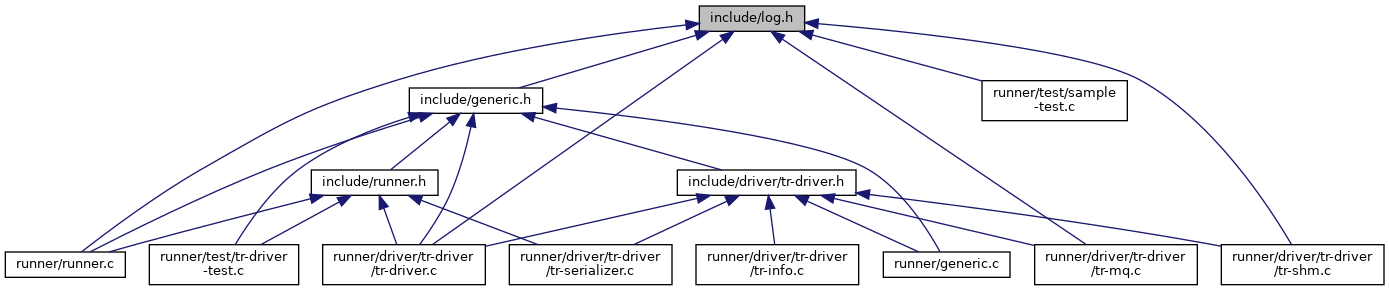 include/log.h
runner/test/sample
-test.c
include/generic.h
include/runner.h
include/driver/tr-driver.h
runner/runner.c
runner/test/tr-driver
-test.c
runner/driver/tr-driver
/tr-driver.c
runner/driver/tr-driver
/tr-serializer.c
runner/driver/tr-driver
/tr-info.c
runner/generic.c
runner/driver/tr-driver
/tr-mq.c
runner/driver/tr-driver
/tr-shm.c